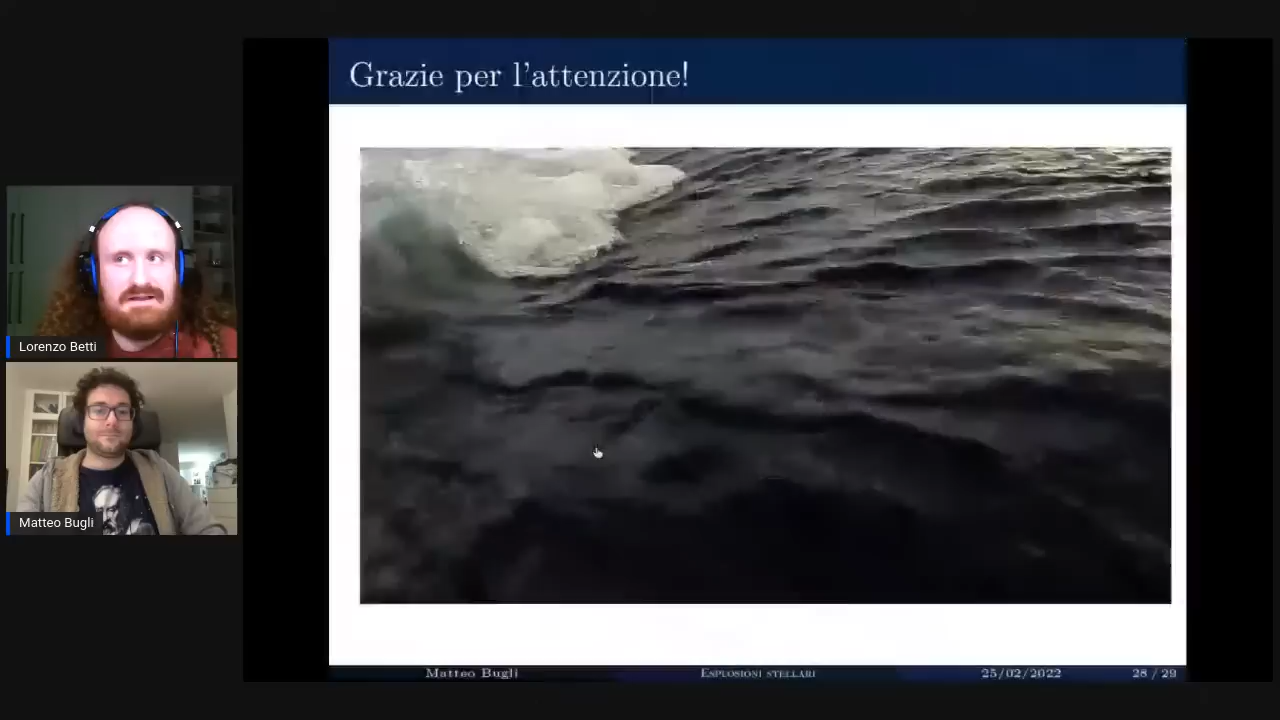 Grazie per l'attenzione!
Lorenzo Betti
Matteo Bugli
Matteo Bugli Esplosioni stellari 25/02/2022 28 / 29